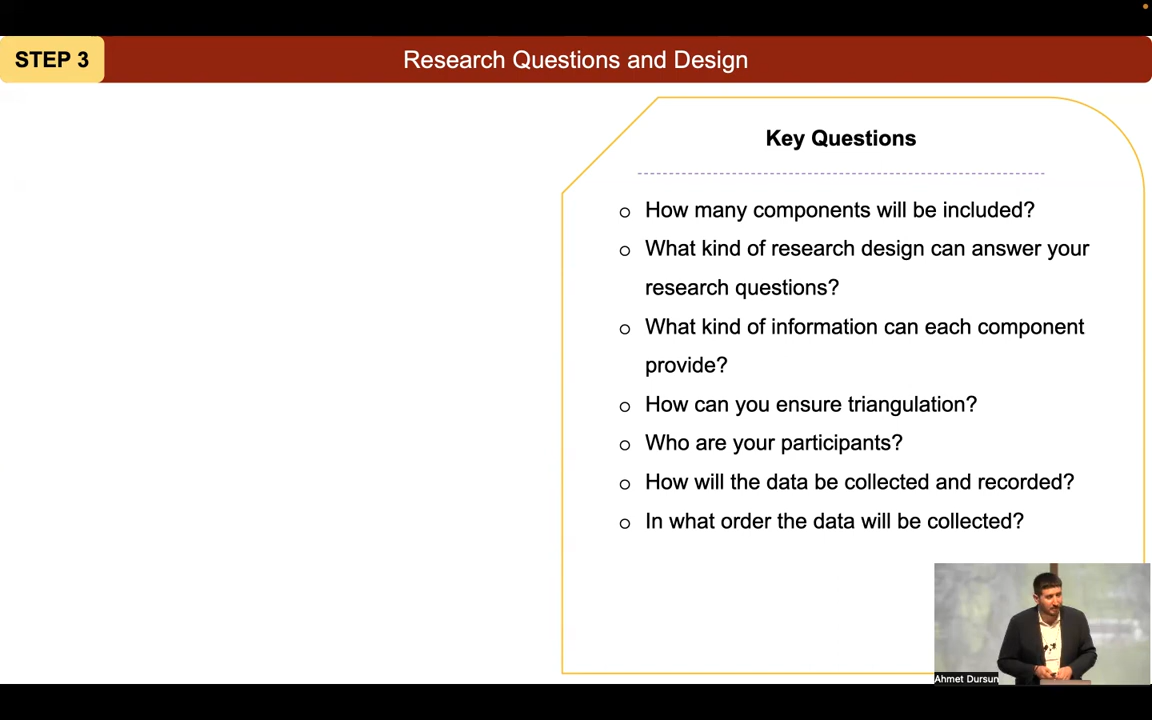 STEP 3
Research Questions and Design
Key Questions
o How many components will be included?
o What kind of research design can answer your
research questions?
o What kind of information can each component
provide?
o How can you ensure triangulation?
o Who are your participants?
o How will the data be collected and recorded?
o In what order the data will be collected?
Ahmet Dursun